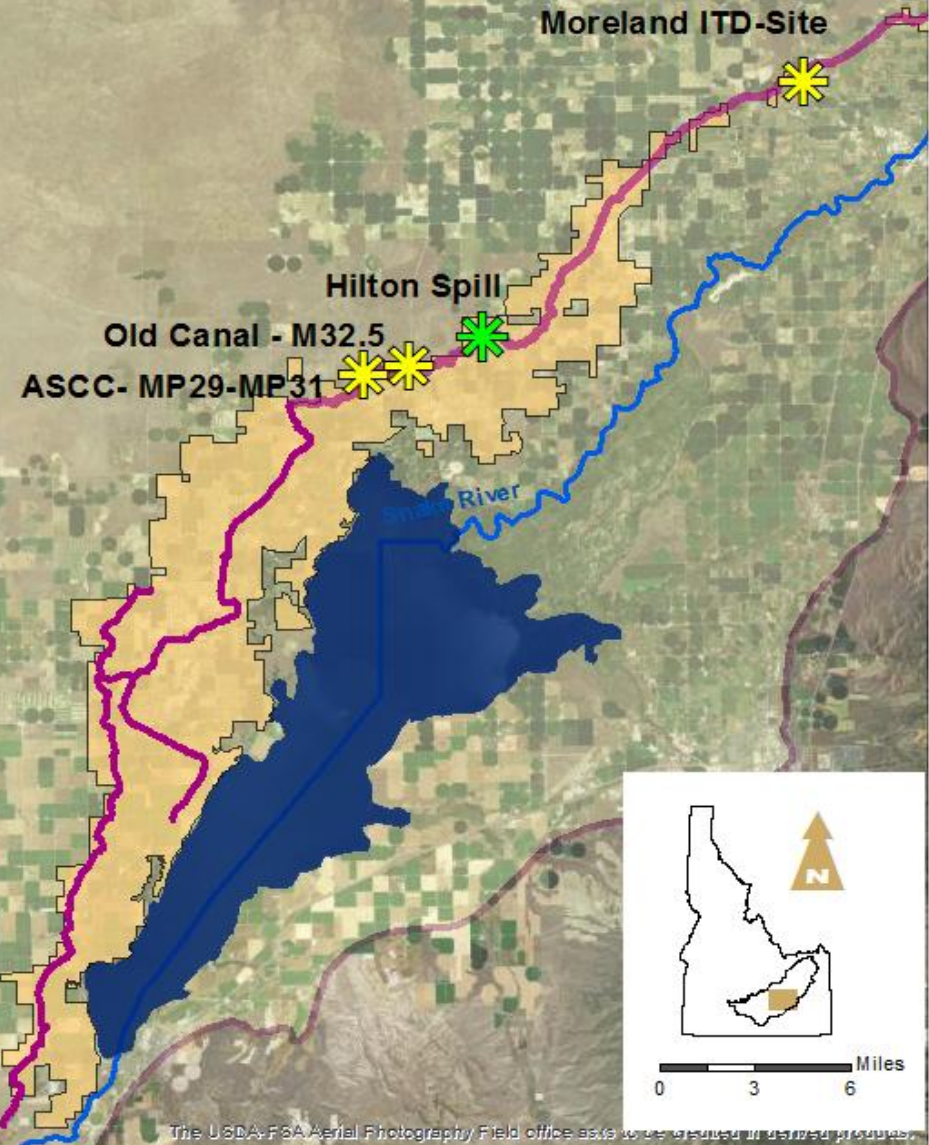 Moreland ITD-Site
Hilton Spill
Old Canal - M32.5
ASCC- MP29-MP31
Snake River
N
Miles
0 3 6
The USDA-FSA Aerial Photography Field office asks to be credited in derived products.